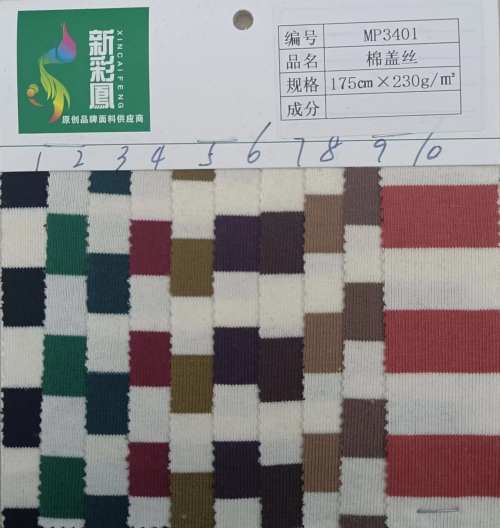 新彩鳳
XINCAIFENG
原创品牌面料供应商
编号 MP3401
品名 棉盖丝
规格 175cm×230g/m²
成分
1 2 3 4 5 6 7 8 9 10